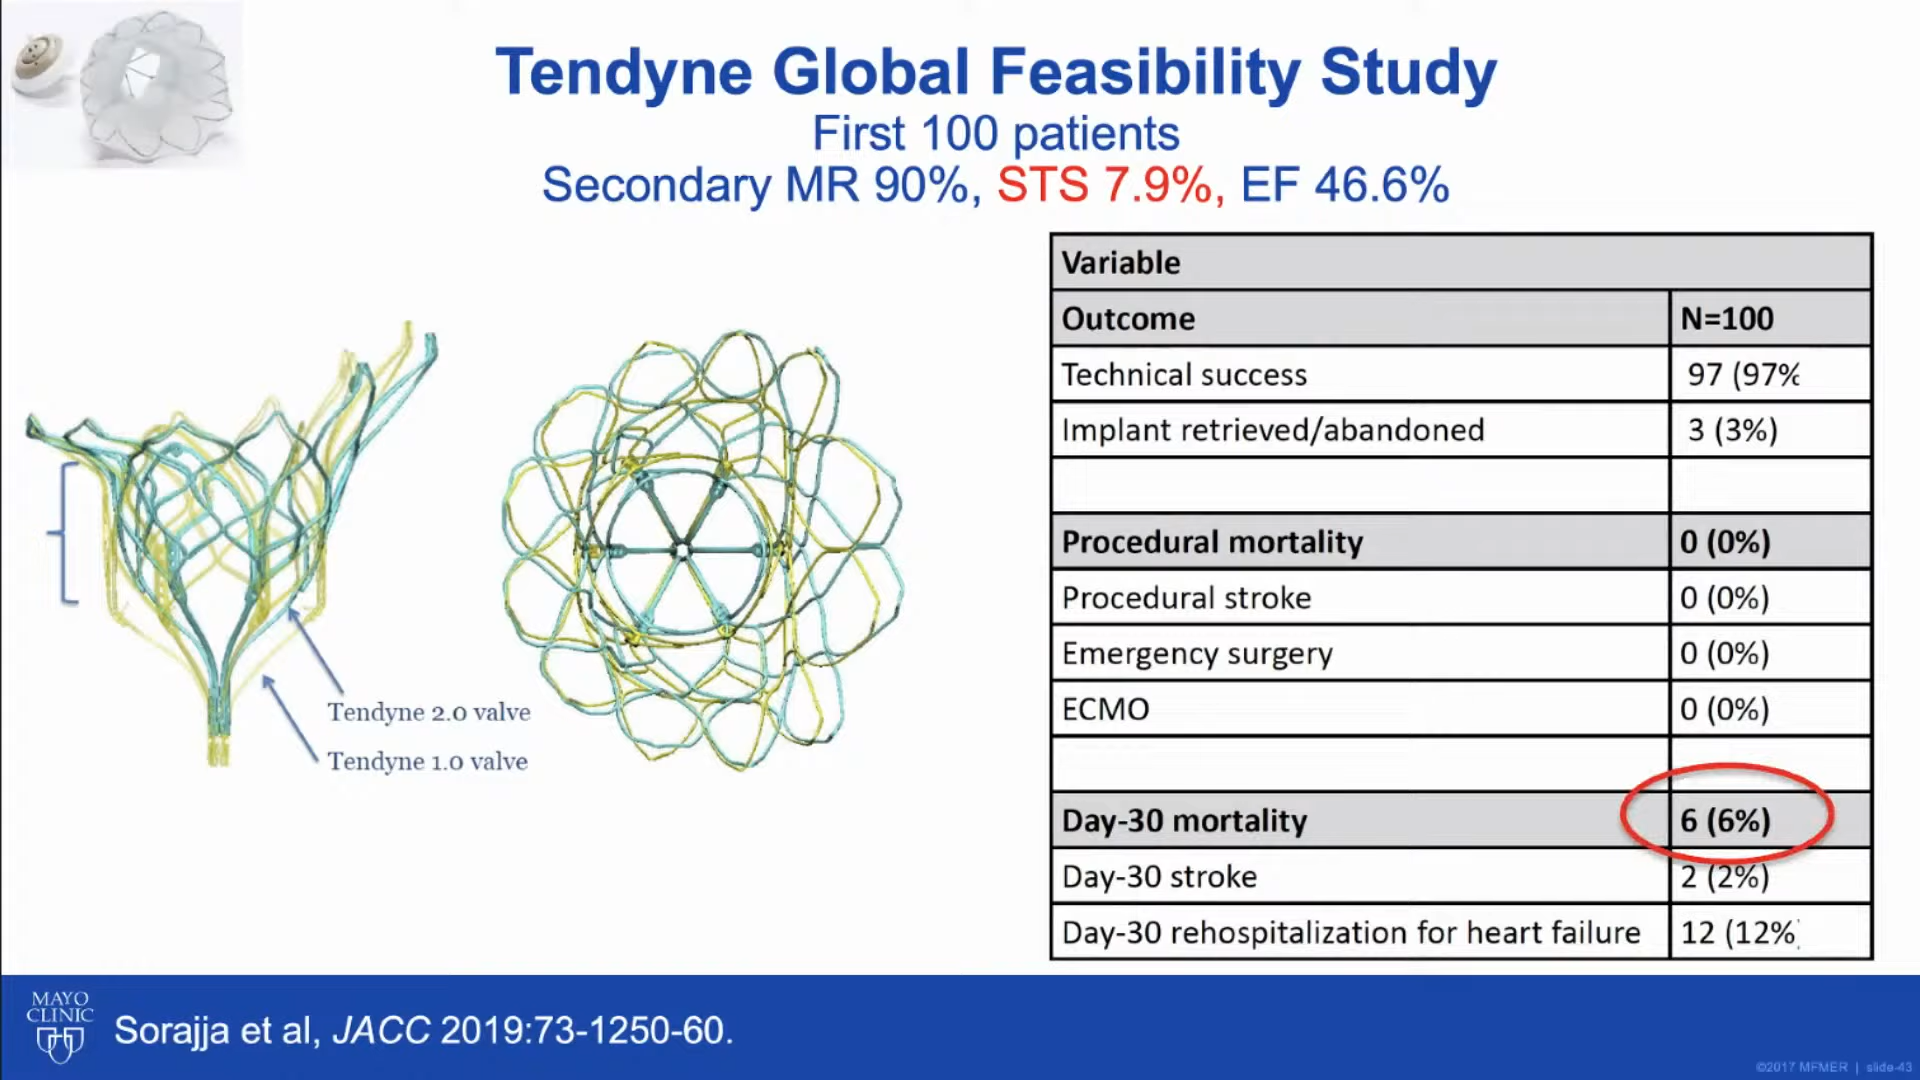 Tendyne Global Feasibility Study
First 100 patients
Secondary MR 90%, STS 7.9%, EF 46.6%
Tendyne 2.0 valve
Tendyne 1.0 valve
Variable
Outcome N=100
Technical success 97 (97%
Implant retrieved/abandoned 3 (3%)
Procedural mortality 0 (0%)
Procedural stroke 0 (0%)
Emergency surgery 0 (0%)
ECMO 0 (0%)
Day-30 mortality 6 (6%)
Day-30 stroke 2 (2%)
Day-30 rehospitalization for heart failure 12 (12%)
MAYO
CLINIC
Sorajja et al, JACC 2019:73-1250-60.
©2017 MFMER | slide-43